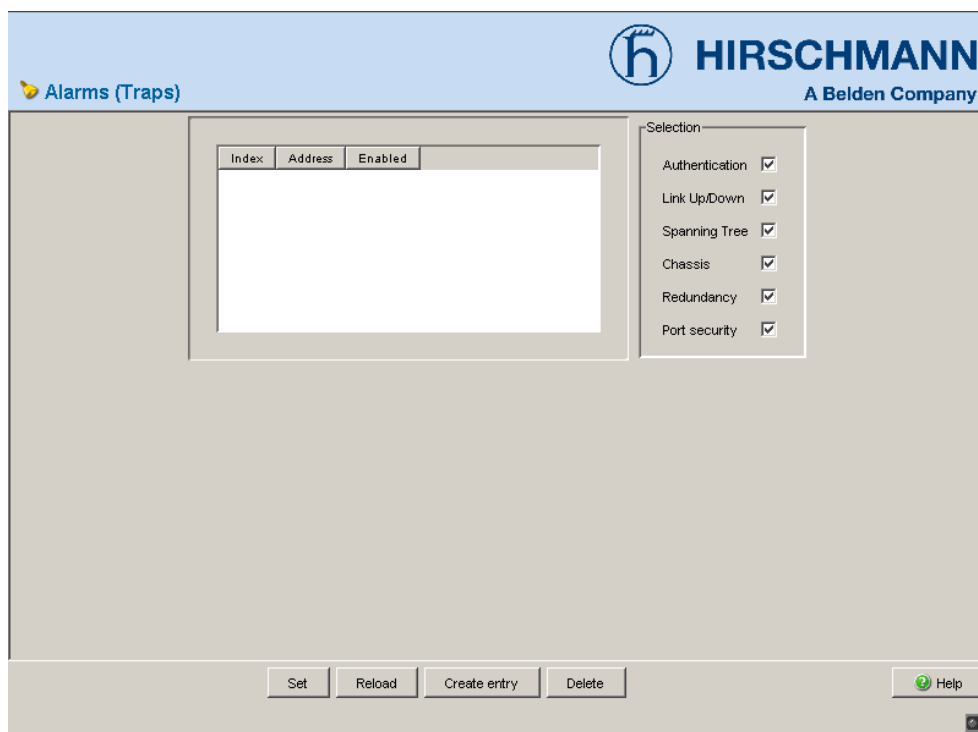 HIRSCHMANN
A Belden Company
Alarms (Traps)
Index Address Enabled
Selection
Authentication
Link Up/Down
Spanning Tree
Chassis
Redundancy
Port security
Set Reload Create entry Delete Help